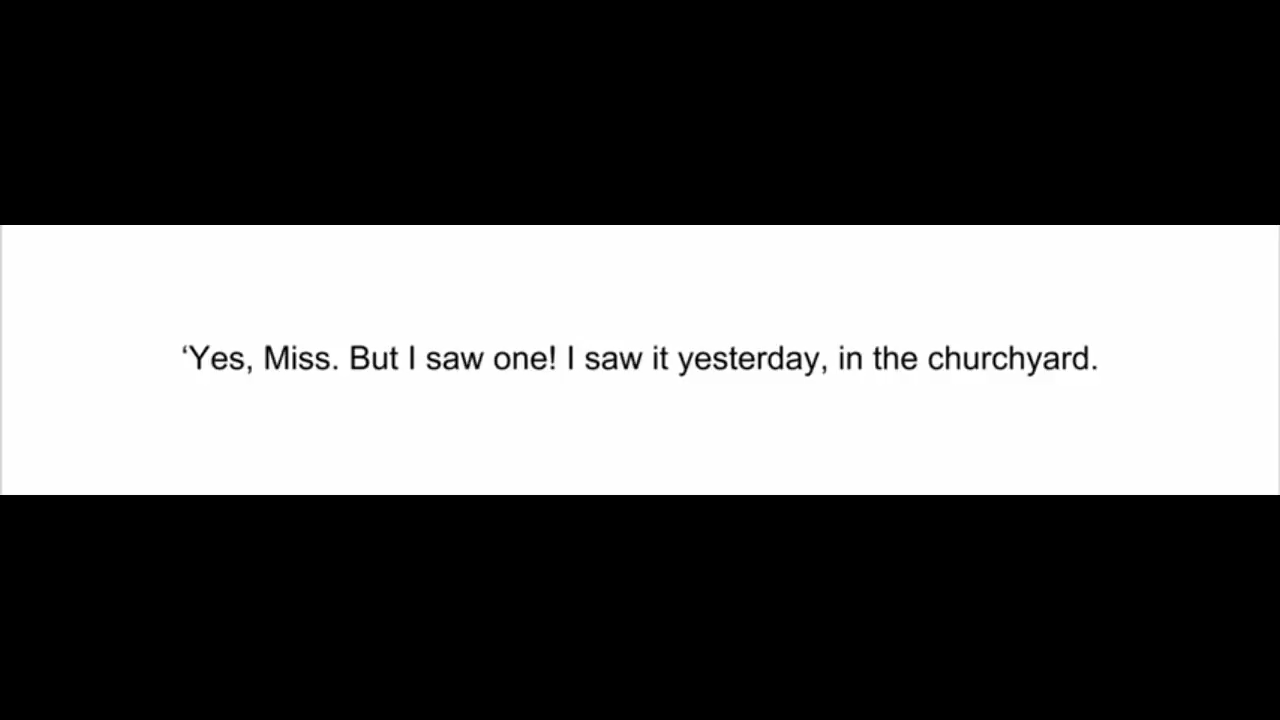 ‘Yes, Miss. But I saw one! I saw it yesterday, in the churchyard.